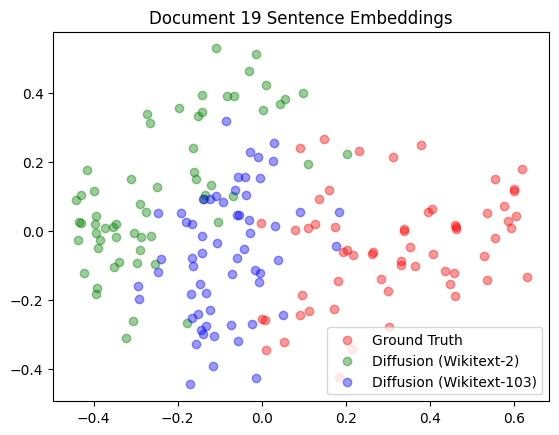 Document 19 Sentence Embeddings
0.4
0.2
0.0
−0.2
−0.4
Ground Truth
Diffusion (Wikitext-2)
Diffusion (Wikitext-103)
−0.4 −0.2 0.0 0.2 0.4 0.6